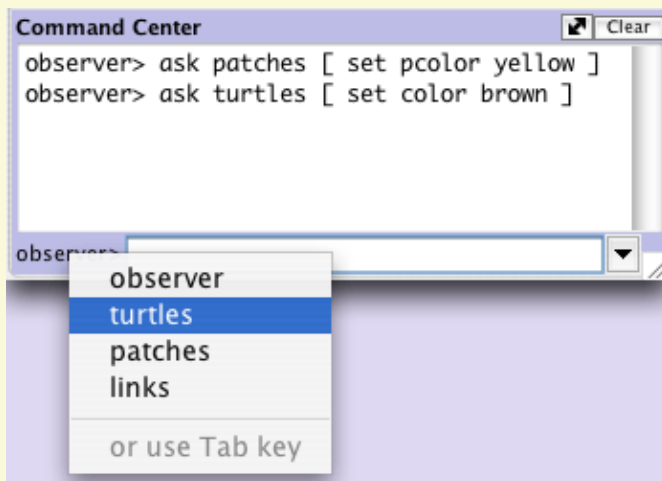 Command Center
Clear
observer> ask patches [ set pcolor yellow ]
observer> ask turtles [ set color brown ]
observer>
observer
turtles
patches
links
or use Tab key